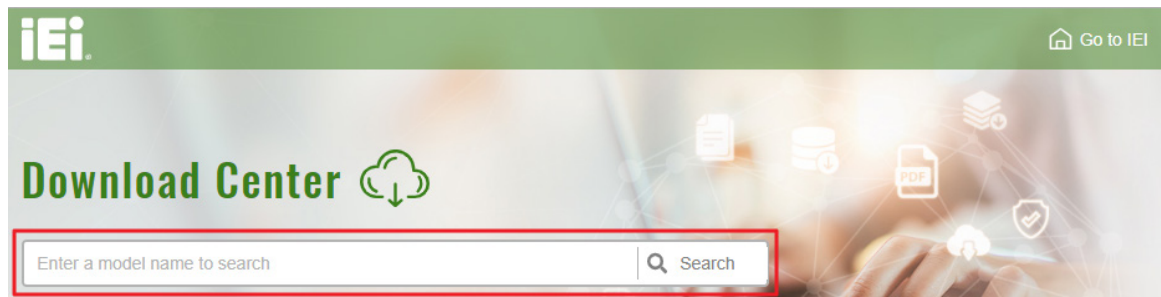 iEi
Go to IEI
Download Center
PDF
Enter a model name to search
Search